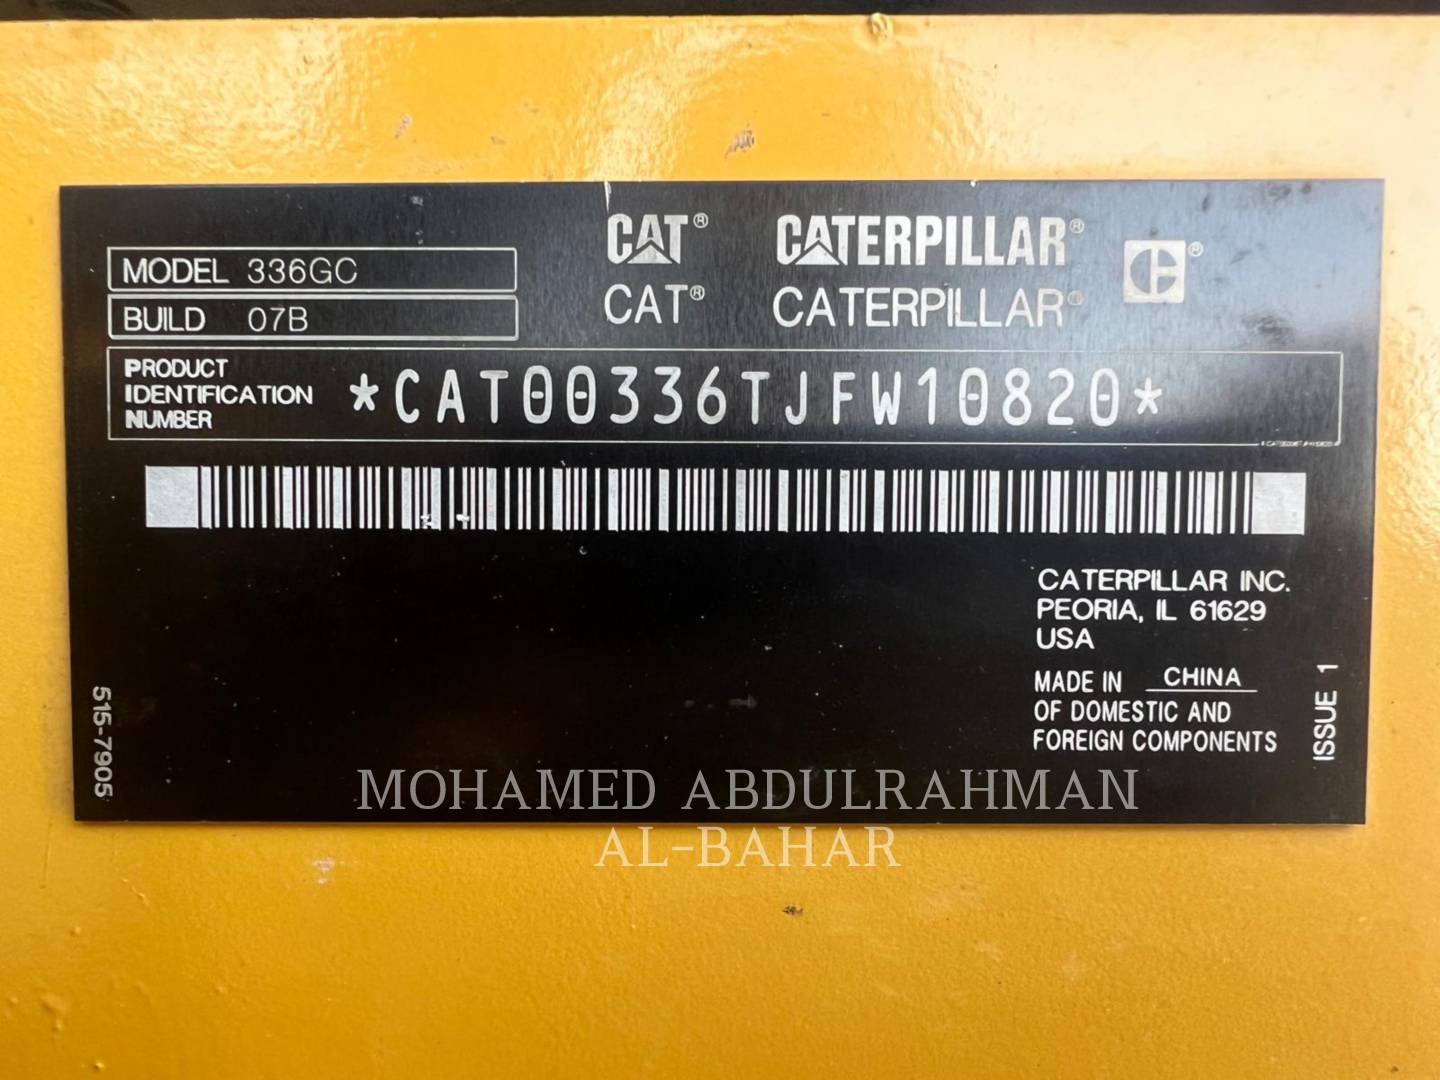 CAT® CATERPILLAR® ®
CAT® CATERPILLAR®
MODEL 336GC
BUILD 07B
PRODUCT
IDENTIFICATION
NUMBER
*CAT00336TJFW10820*
CATERPILLAR INC.
PEORIA, IL 61629
USA
MADE IN CHINA
OF DOMESTIC AND
FOREIGN COMPONENTS
ISSUE 1
515-7905
MOHAMED ABDULRAHMAN
AL-BAHAR